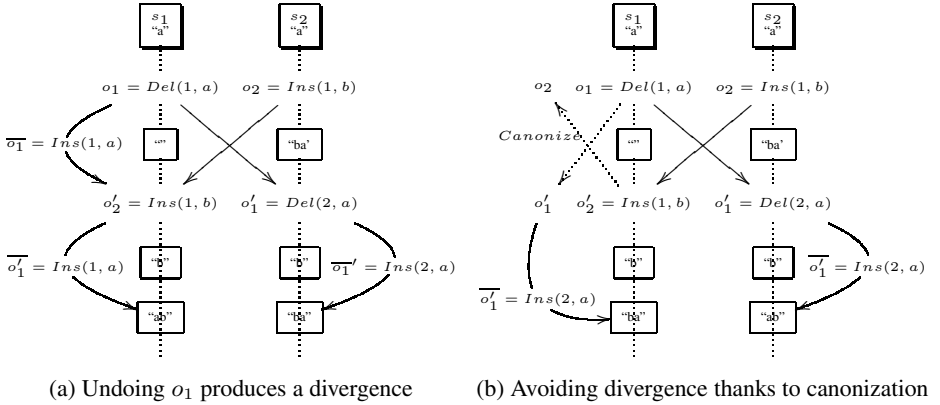 s1 s2 s1 s2
“a” “a” “a” “a”
o1 = Del(1, a) o2 = Ins(1, b) o2 o1 = Del(1, a) o2 = Ins(1, b)
o1 = Ins(1, a) “” “ba‘ Canonize “” “ba‘
o′2 = Ins(1, b) o′1 = Del(2, a) o′1 o′2 = Ins(1, b) o′1 = Del(2, a)
o′1 = Ins(1, a) “b” “b” o1′ = Ins(2, a) “b” “b” o′1 = Ins(2, a)
o′1 = Ins(2, a)
“ab” “ba” “ba” “ab”
(a) Undoing o1 produces a divergence (b) Avoiding divergence thanks to canonization